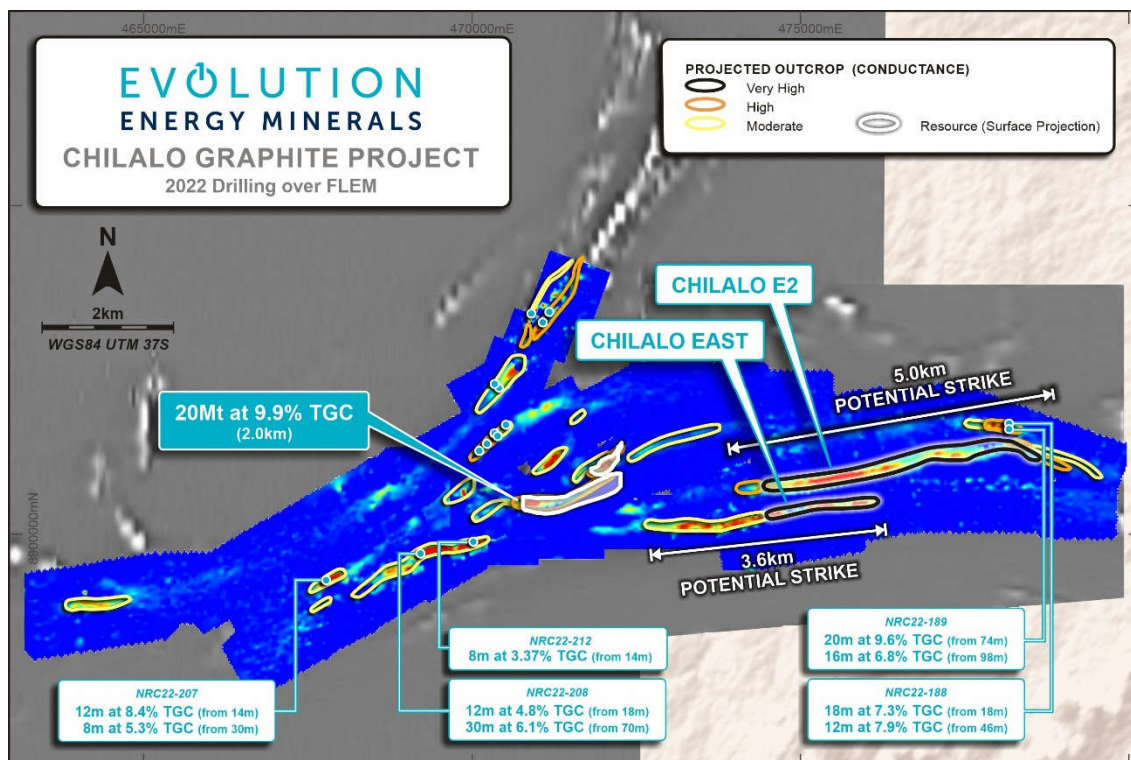 465000mE
470000mE
475000mE
EVOLUTION
ENERGY MINERALS
CHILALO GRAPHITE PROJECT
2022 Drilling over FLEM
PROJECTED OUTCROP (CONDUCTANCE)
Very High
High
Moderate
Resource (Surface Projection)
N
2km
WGS84 UTM 37S
CHILALO E2
CHILALO EAST
5.0km
POTENTIAL STRIKE
20Mt at 9.9% TGC
(2.0km)
8900000mN
3.6km
POTENTIAL STRIKE
NRC22-189
20m at 9.6% TGC (from 74m)
16m at 6.8% TGC (from 98m)
NRC22-212
8m at 3.37% TGC (from 14m)
NRC22-207
12m at 8.4% TGC (from 14m)
8m at 5.3% TGC (from 30m)
NRC22-208
12m at 4.8% TGC (from 18m)
30m at 6.1% TGC (from 70m)
NRC22-188
18m at 7.3% TGC (from 18m)
12m at 7.9% TGC (from 46m)